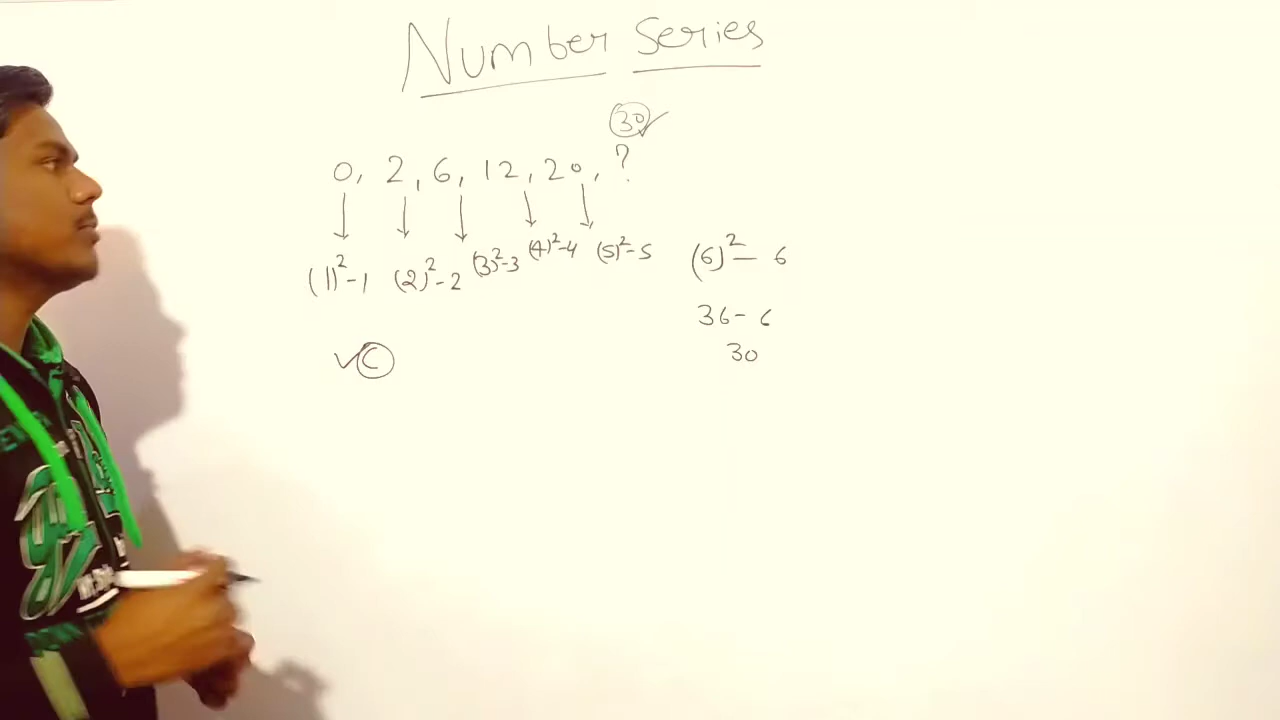 Number Series
30
0, 2, 6, 12, 20, ?
(1)²-1 (2)²-2 (3)²-3 (4)²-4 (5)²-5 (6)²-6
36-6
30
C